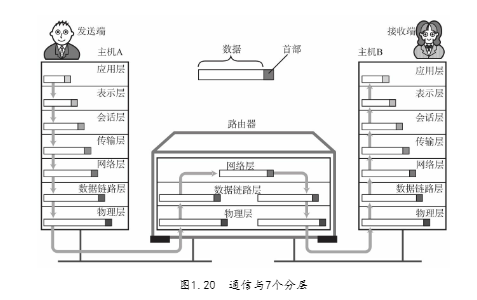 发送端
主机A
应用层
表示层
会话层
传输层
网络层
数据链路层
物理层
数据
首部
路由器
网络层
数据链路层
物理层
接收端
主机B
应用层
表示层
会话层
传输层
网络层
数据链路层
物理层
图1.20 通信与7个分层